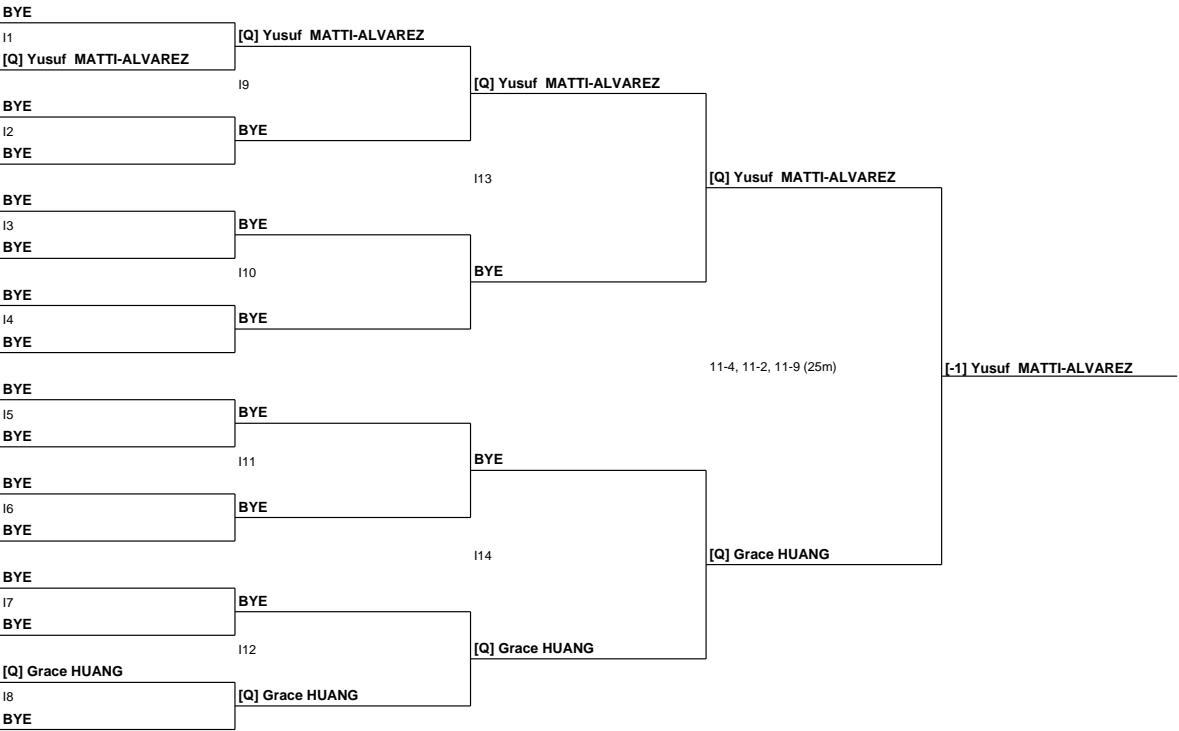 BYE
I1
[Q] Yusuf MATTI-ALVAREZ
BYE
I2
BYE
BYE
I3
BYE
BYE
I4
BYE
BYE
I5
BYE
BYE
I6
BYE
BYE
I7
BYE
[Q] Grace HUANG
I8
BYE
[Q] Yusuf MATTI-ALVAREZ
I9
BYE
BYE
I10
BYE
BYE
I11
BYE
BYE
I12
[Q] Grace HUANG
[Q] Yusuf MATTI-ALVAREZ
I13
BYE
BYE
I14
[Q] Grace HUANG
[Q] Yusuf MATTI-ALVAREZ
11-4, 11-2, 11-9 (25m)
[Q] Grace HUANG
[-1] Yusuf MATTI-ALVAREZ